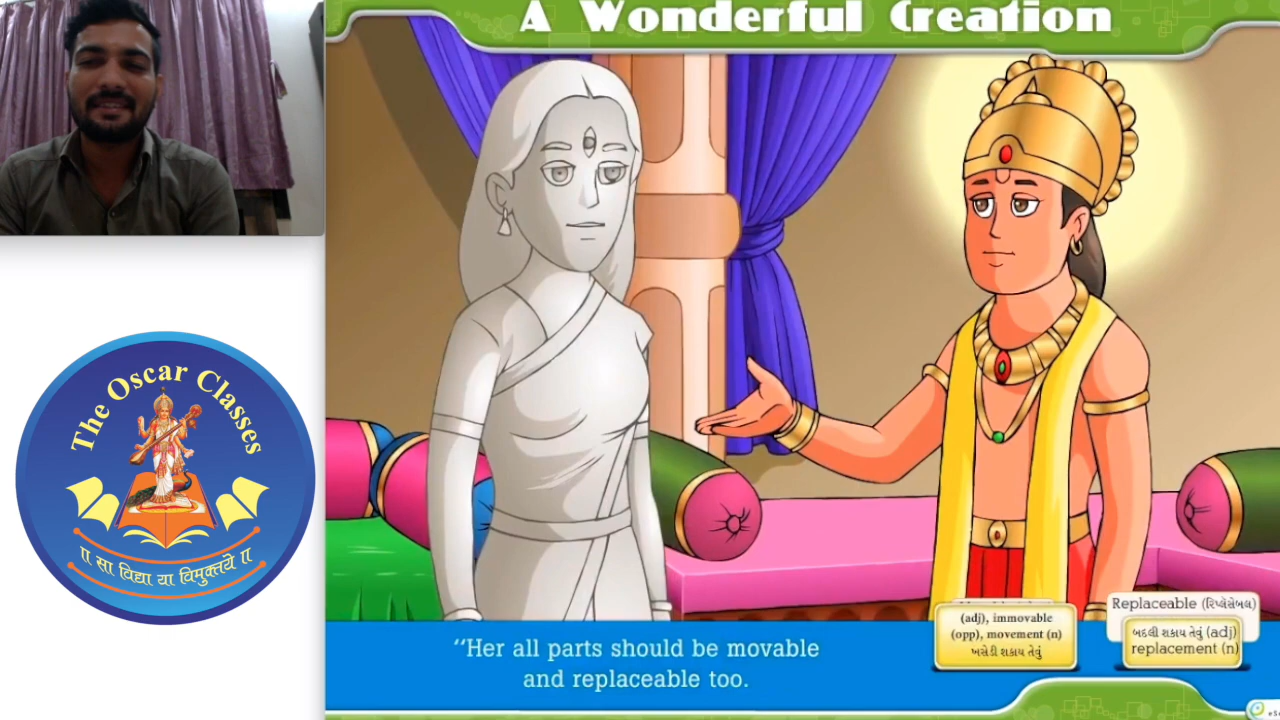 A Wonderful Creation
The Oscar Classes
॥ सा विद्या या विमुक्तये ॥
“Her all parts should be movable
and replaceable too.
(adj), immovable
(opp), movement (n)
ખસેડી શકાય તેવું
Replaceable (રિપ્લેસેબલ)
બદલી શકાય તેવું (adj)
replacement (n)